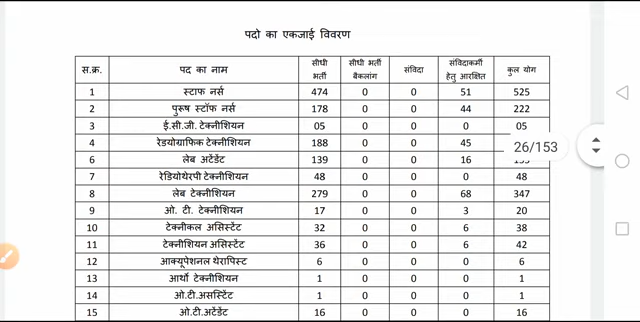 पदो का एकजाई विवरण
स.क्र. पद का नाम सीधी भर्ती सीधी भर्ती बैकलांग संविदा संविदाकर्मी हेतु आरक्षित कुल योग
1 स्टाफ नर्स 474 0 0 51 525
2 पुरूष स्टॉफ नर्स 178 0 0 44 222
3 ई.सी.जी. टेक्नीशियन 05 0 0 0 05
4 रेडयोग्राफिक टेक्नीशियन 188 0 0 45
26/153
6 लेब अटेंडेंट 139 0 0 16
7 रेडियोथेरपी टेक्नीशियन 48 0 0 0 48
8 लेब टेक्नीशियन 279 0 0 68 347
9 ओ. टी. टेक्नीशियन 17 0 0 3 20
10 टेक्नीकल असिस्टेंट 32 0 0 6 38
11 टेक्नीशियन असिस्टेंट 36 0 0 6 42
12 आक्यूपेशनल थेरापिस्ट 6 0 0 0 6
13 आर्थो टेक्नीशियन 1 0 0 0 1
14 ओ.टी.असस्टिेंट 1 0 0 0 1
15 ओ.टी.अटेंडेंट 16 0 0 0 16